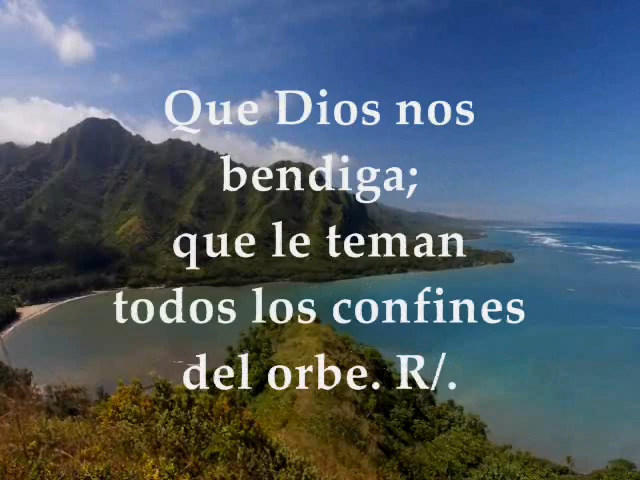 Que Dios nos
bendiga;
que le teman
todos los confines
del orbe. R/.